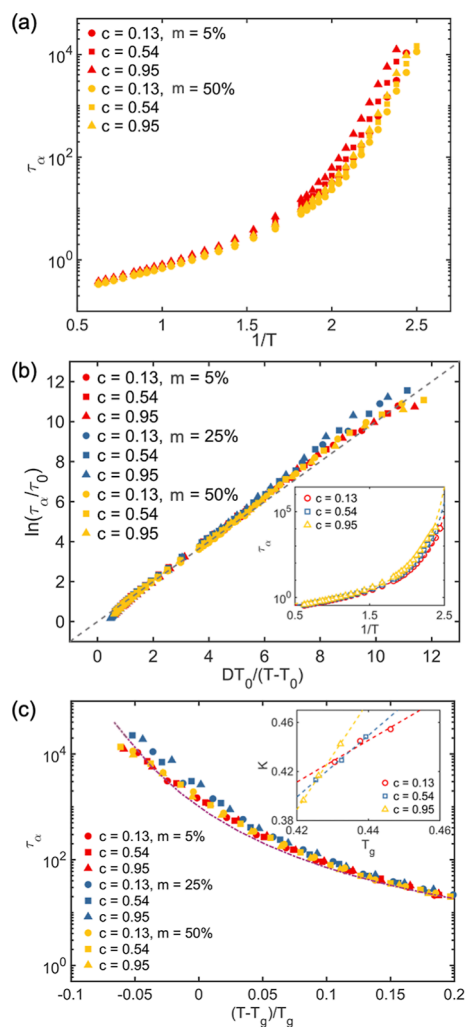 (a)
c = 0.13, m = 5%
c = 0.54
c = 0.95
c = 0.13, m = 50%
c = 0.54
c = 0.95
10⁴
10²
10⁰
τα
0.5 1 1.5 2 2.5
1/T
(b)
c = 0.13, m = 5%
c = 0.54
c = 0.95
c = 0.13, m = 25%
c = 0.54
c = 0.95
c = 0.13, m = 50%
c = 0.54
c = 0.95
12
10
8
6
4
2
0
ln(τα/τ0)
c = 0.13
c = 0.54
c = 0.95
10⁵
10⁰
τα
0.5 1.5 2.5
1/T
0 2 4 6 8 10 12
DT0/(T-T0)
(c)
10⁴
10²
10⁰
τα
0.46
0.42
0.38
K
c = 0.13
c = 0.54
c = 0.95
0.42 0.44 0.46
Tg
c = 0.13, m = 5%
c = 0.54
c = 0.95
c = 0.13, m = 25%
c = 0.54
c = 0.95
c = 0.13, m = 50%
c = 0.54
c = 0.95
-0.1 -0.05 0 0.05 0.1 0.15 0.2
(T-Tg)/Tg